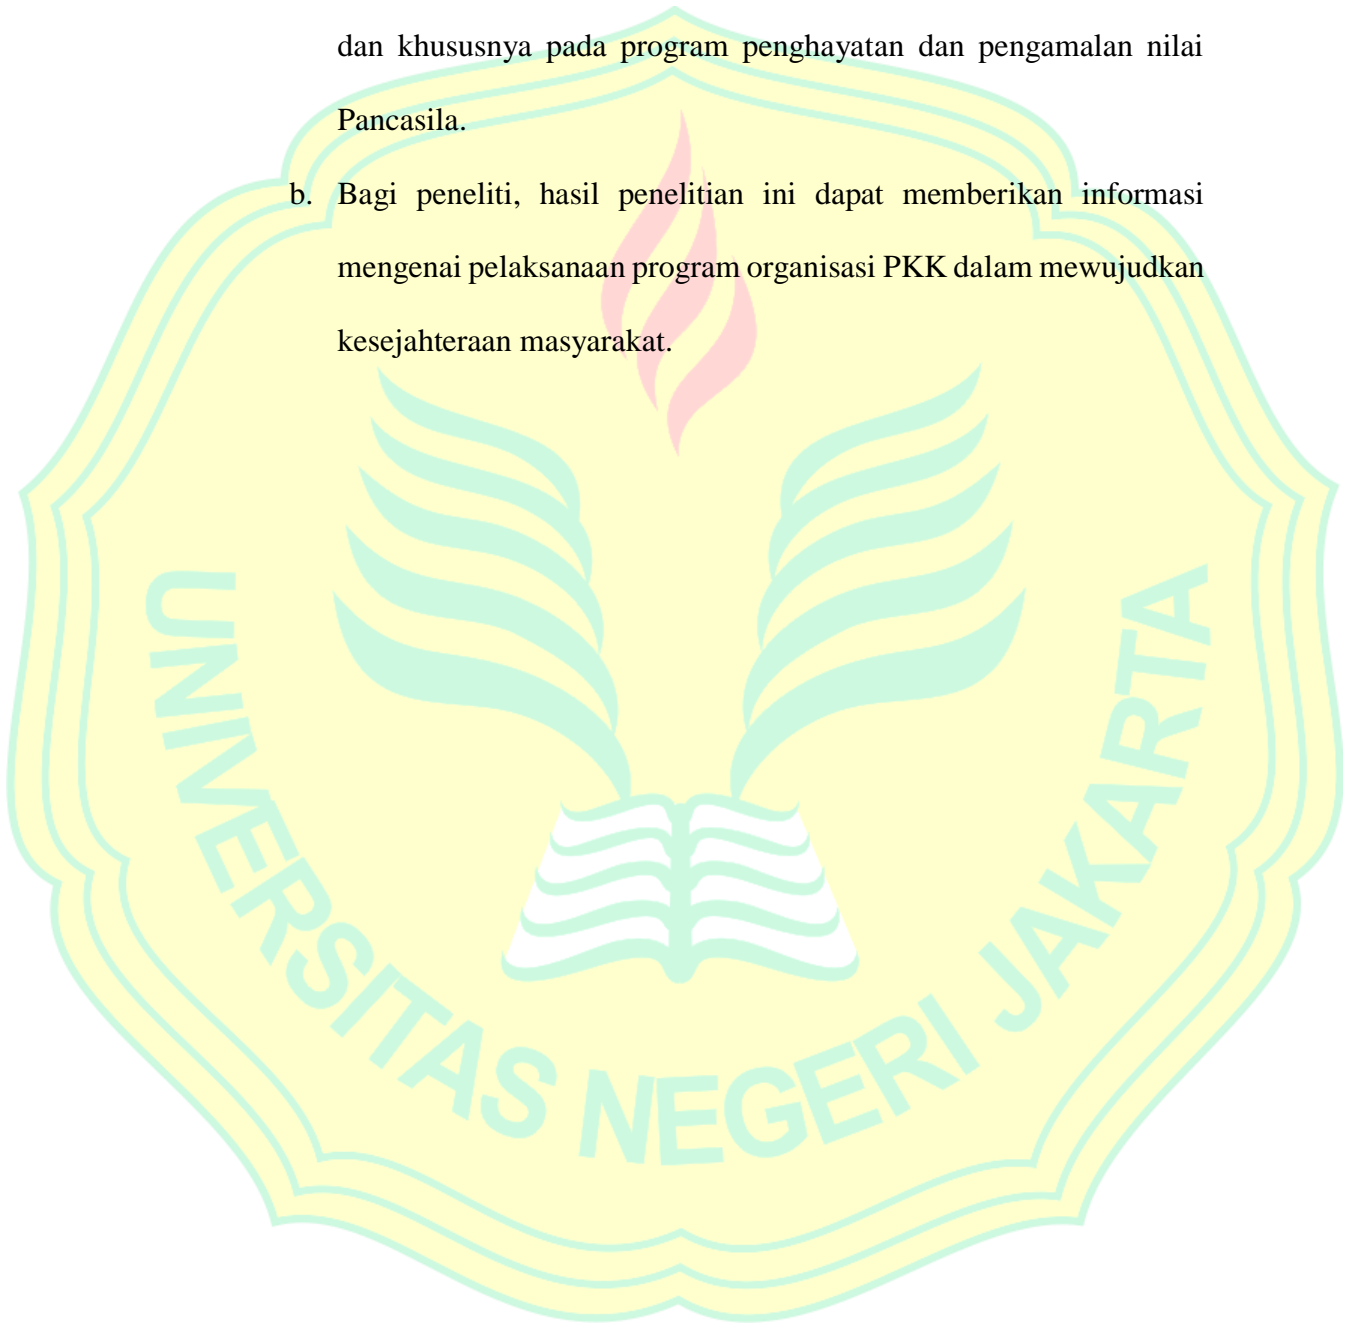 dan khususnya pada program penghayatan dan pengamalan nilai
Pancasila.
b. Bagi peneliti, hasil penelitian ini dapat memberikan informasi
mengenai pelaksanaan program organisasi PKK dalam mewujudkan
kesejahteraan masyarakat.
UNIVERSITAS NEGERI JAKARTA